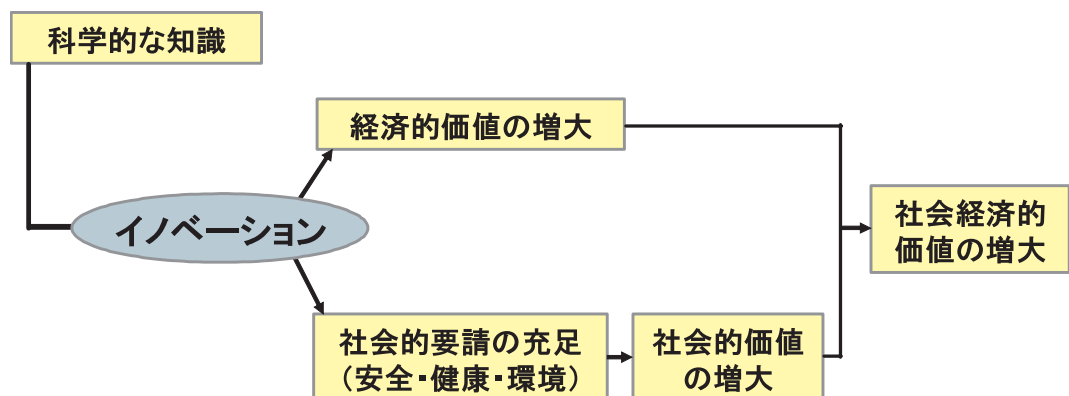 科学的な知識
経済的価値の増大
イノベーション
社会経済的
価値の増大
社会的要請の充足
（安全・健康・環境）
社会的価値
の増大